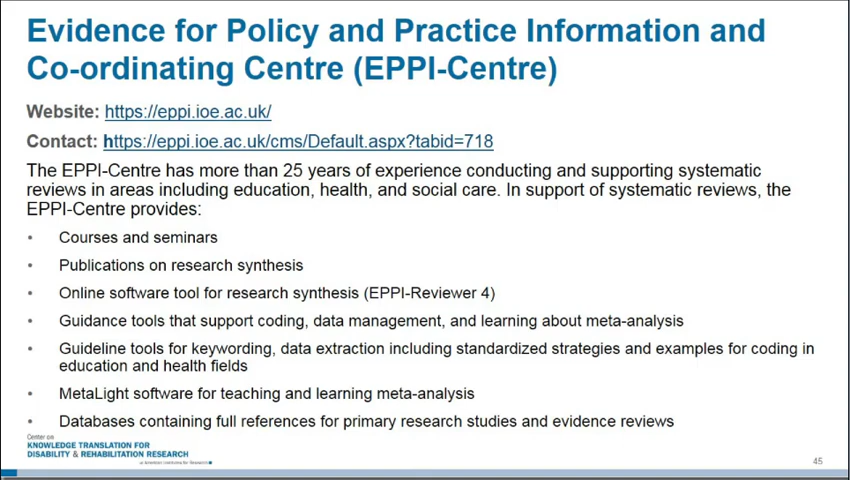 Evidence for Policy and Practice Information and
Co-ordinating Centre (EPPI-Centre)
Website: https://eppi.ioe.ac.uk/
Contact: https://eppi.ioe.ac.uk/cms/Default.aspx?tabid=718
The EPPI-Centre has more than 25 years of experience conducting and supporting systematic
reviews in areas including education, health, and social care. In support of systematic reviews, the
EPPI-Centre provides:
• Courses and seminars
• Publications on research synthesis
• Online software tool for research synthesis (EPPI-Reviewer 4)
• Guidance tools that support coding, data management, and learning about meta-analysis
• Guideline tools for keywording, data extraction including standardized strategies and examples for coding in
education and health fields
• MetaLight software for teaching and learning meta-analysis
• Databases containing full references for primary research studies and evidence reviews
Center on
KNOWLEDGE TRANSLATION FOR
DISABILITY & REHABILITATION RESEARCH
at American Institutes for Research
45